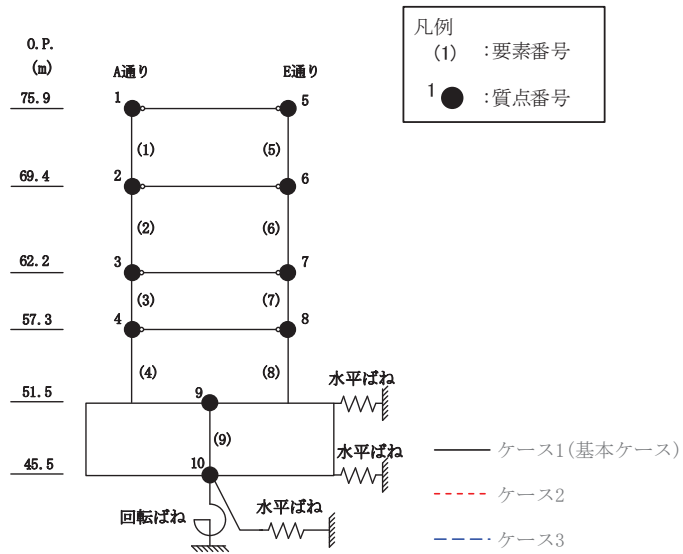 凡例
(1) :要素番号
1 :質点番号
O.P.
(m)
A通り E通り
75.9 1 5
(1) (5)
69.4 2 6
(2) (6)
62.2 3 7
(3) (7)
57.3 4 8
(4) (8)
水平ばね
51.5 9
(9)
水平ばね
45.5 10
水平ばね
回転ばね
ケース1(基本ケース)
ケース2
ケース3